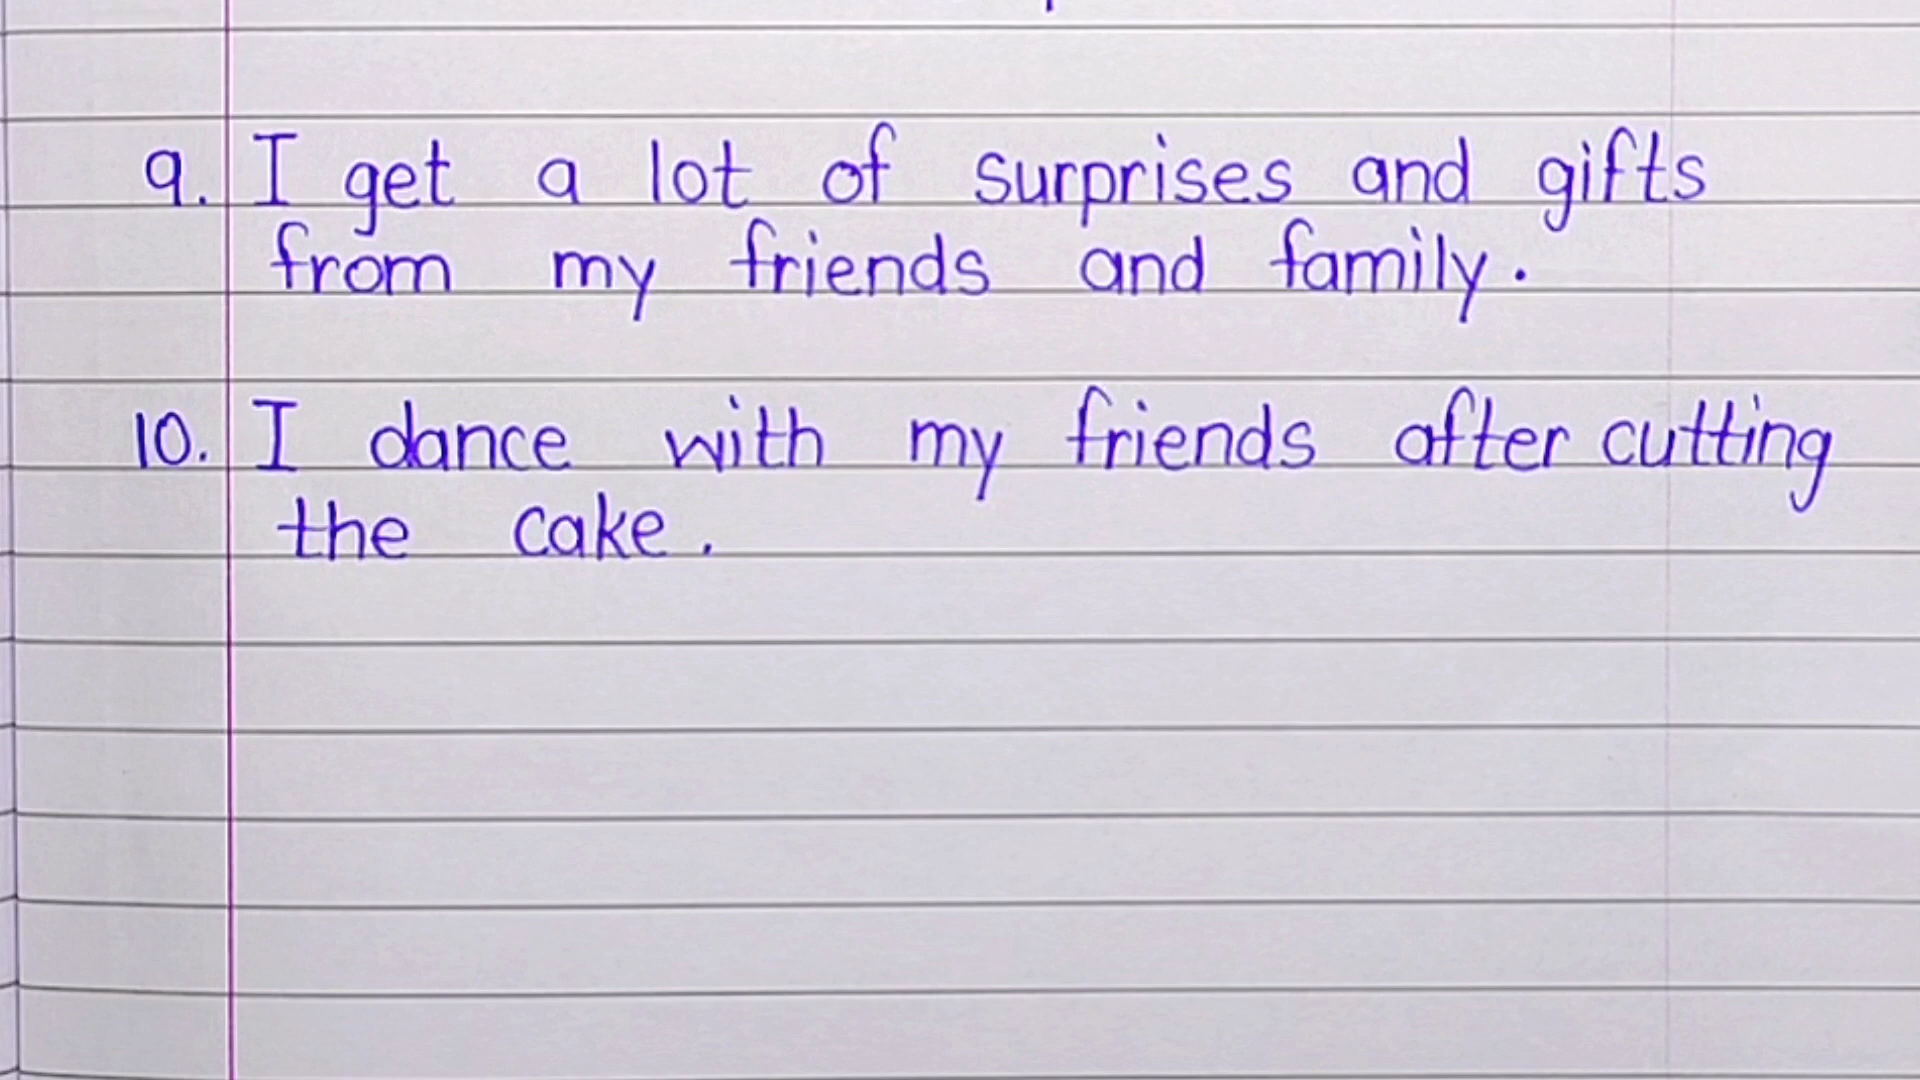 9. I get a lot of surprises and gifts
from my friends and family.
10. I dance with my friends after cutting
the cake.